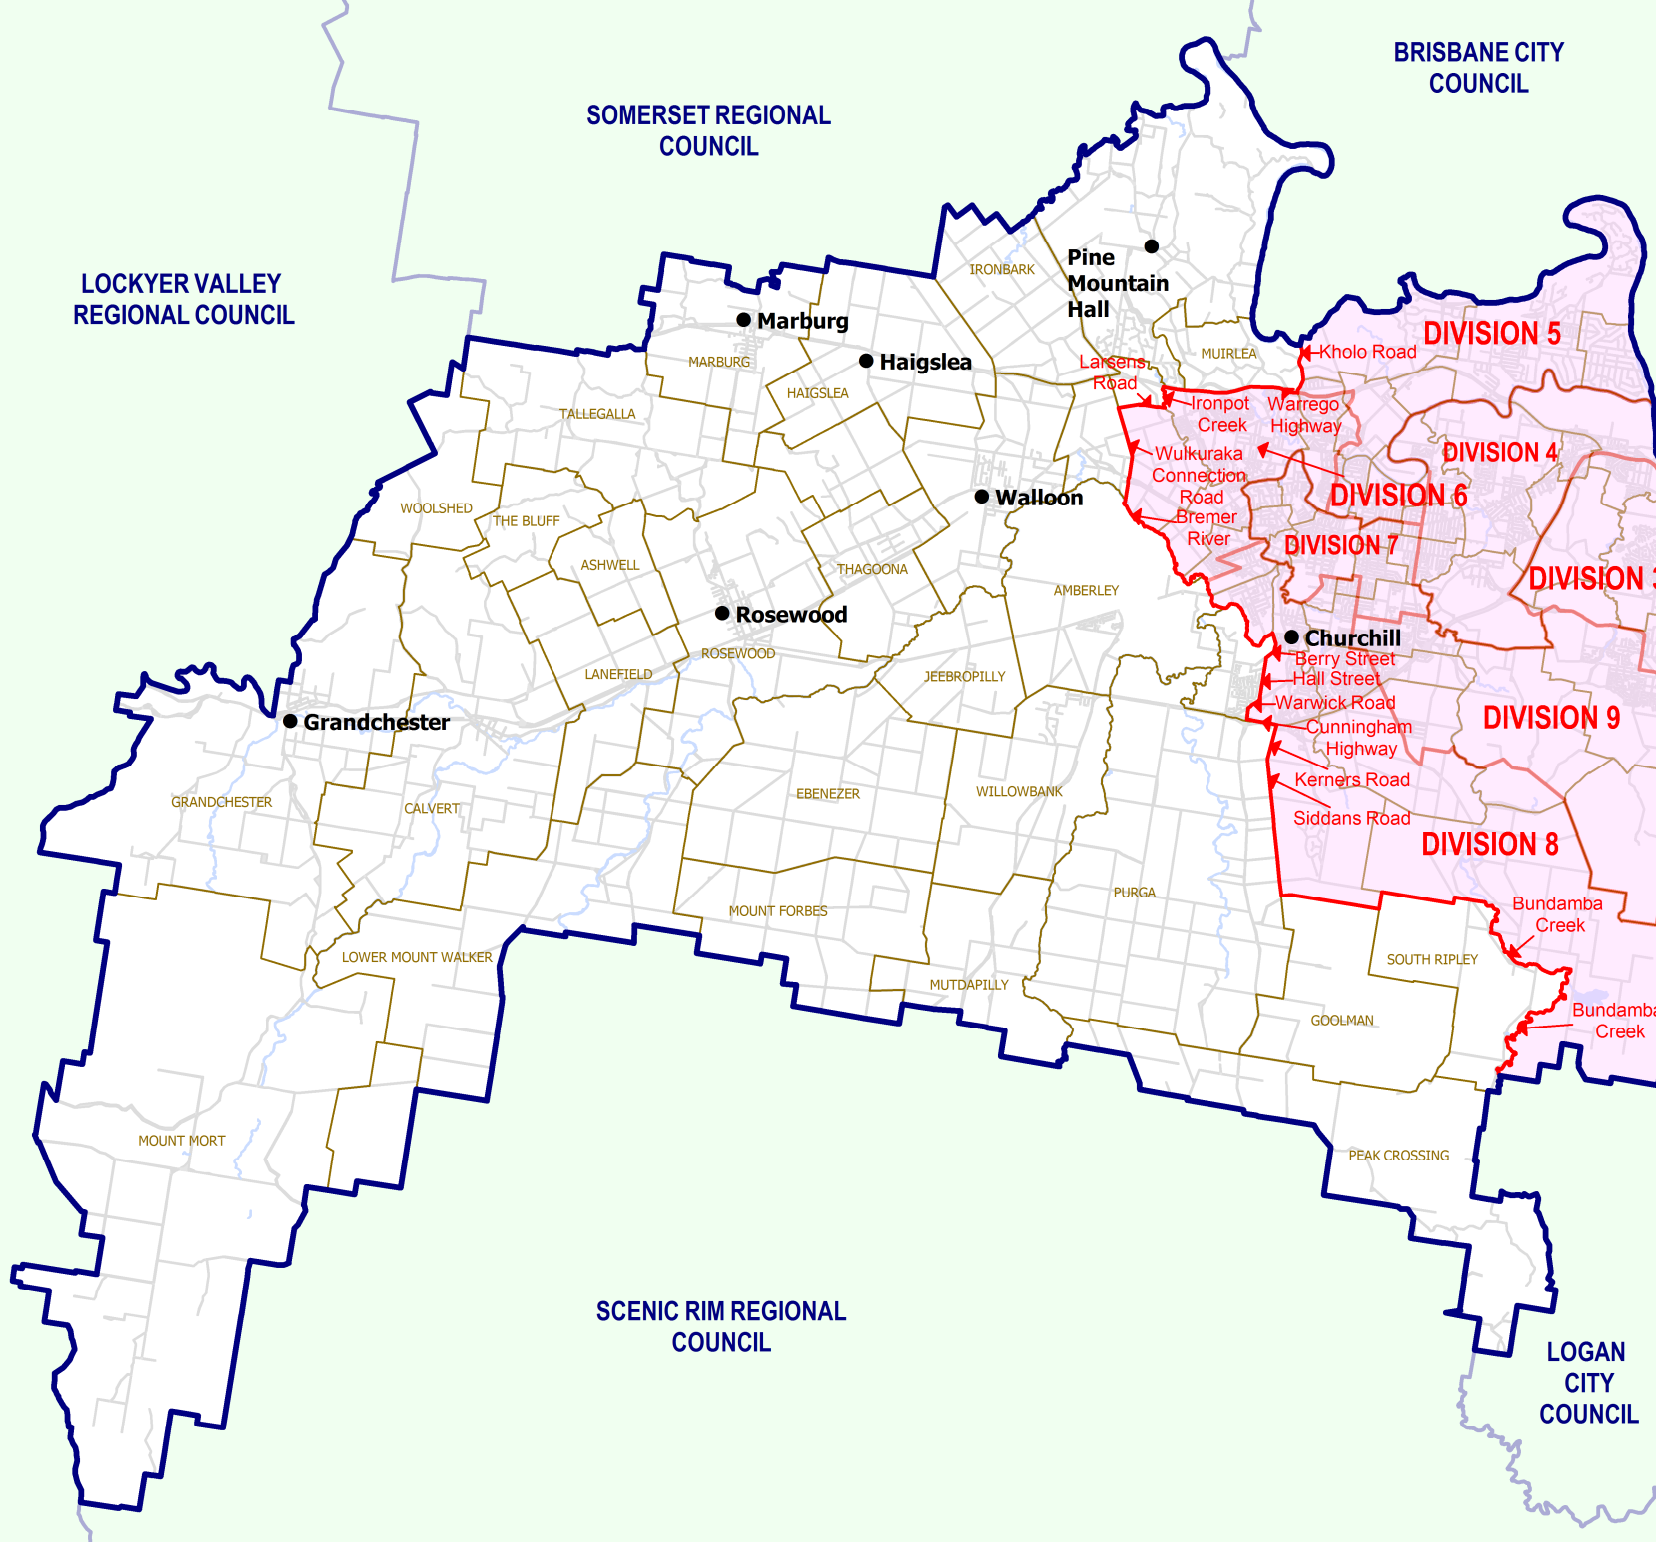 BRISBANE CITY
COUNCIL
SOMERSET REGIONAL
COUNCIL
LOCKYER VALLEY
REGIONAL COUNCIL
IRONBARK
Pine
Mountain
Hall
Marburg
MARBURG
Haigslea
HAIGSLEA
MUIRLEA
Larsens
Road
Kholo Road
DIVISION 5
Ironpot
Creek
Warrego
Highway
TALLEGALLA
Wulkuraka
Connection
Road
Bremer
River
DIVISION 4
DIVISION 6
Walloon
WOOLSHED
THE BLUFF
DIVISION 7
ASHWELL
THAGOONA
AMBERLEY
DIVISION 3
Rosewood
ROSEWOOD
Churchill
Berry Street
Hall Street
Warwick Road
Cunningham
Highway
Kerners Road
Siddans Road
LANEFIELD
JEEBROPILLY
DIVISION 9
Grandchester
GRANDCHESTER
CALVERT
EBENEZER
WILLOWBANK
DIVISION 8
PURGA
MOUNT FORBES
Bundamba
Creek
LOWER MOUNT WALKER
SOUTH RIPLEY
MUTDAPILLY
GOOLMAN
Bundamba
Creek
MOUNT MORT
PEAK CROSSING
SCENIC RIM REGIONAL
COUNCIL
LOGAN
CITY
COUNCIL